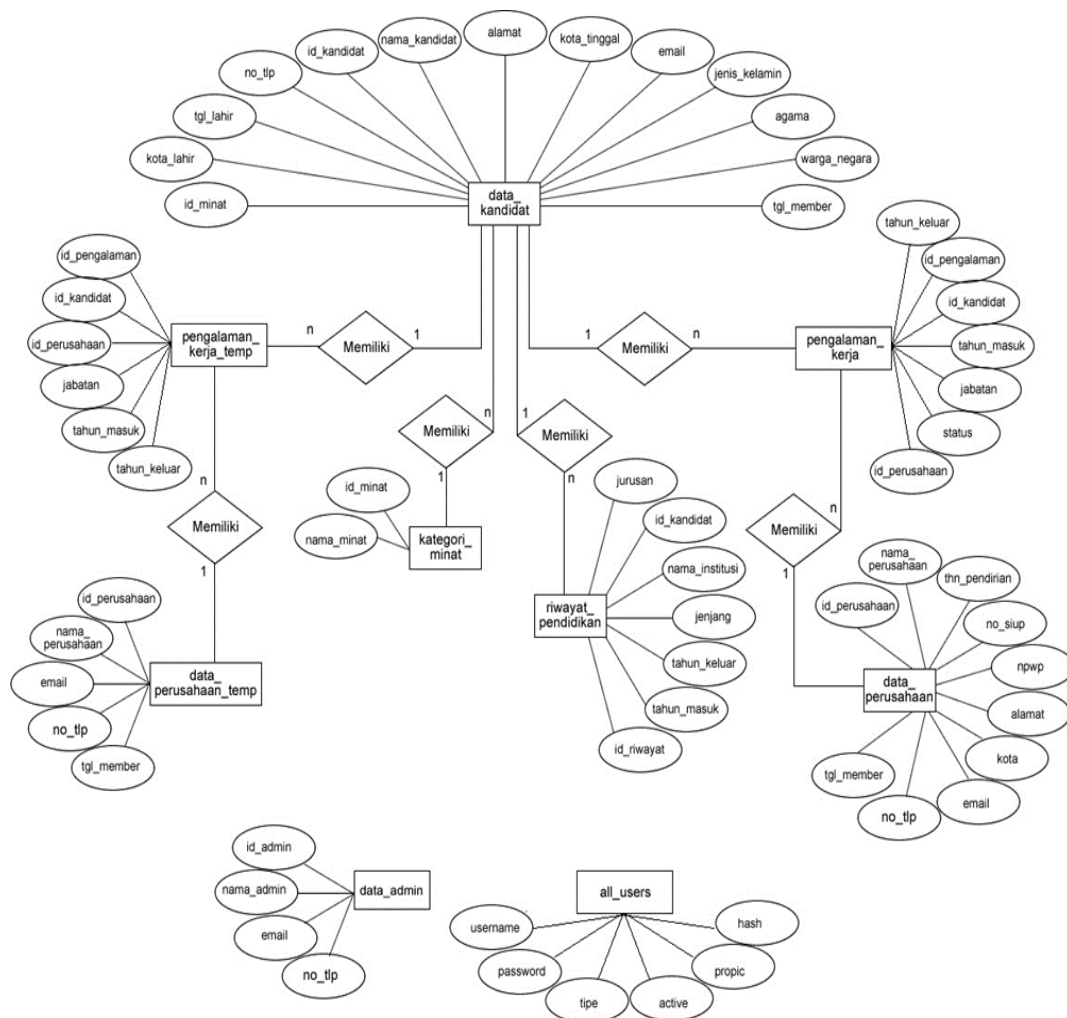 alamat
nama_kandidat
kota_tinggal
id_kandidat
email
no_tlp
jenis_kelamin
tgl_lahir
agama
kota_lahir
warga_negara
id_minat
data_
kandidat
tgl_member
id_pengalaman
id_kandidat
id_perusahaan
jabatan
tahun_masuk
tahun_keluar
pengalaman_
kerja_temp
n
Memiliki
1
1
Memiliki
n
pengalaman_
kerja
tahun_keluar
id_pengalaman
id_kandidat
tahun_masuk
jabatan
status
id_perusahaan
n
Memiliki
1
1
Memiliki
n
n
Memiliki
1
n
Memiliki
1
id_minat
nama_minat
kategori_
minat
jurusan
id_kandidat
nama_institusi
jenjang
tahun_keluar
tahun_masuk
id_riwayat
riwayat_
pendidikan
id_perusahaan
nama_
perusahaan
email
no_tlp
tgl_member
data_
perusahaan_temp
nama_
perusahaan
thn_pendirian
id_perusahaan
no_siup
npwp
alamat
kota
email
no_tlp
tgl_member
data_
perusahaan
id_admin
nama_admin
email
no_tlp
data_admin
all_users
username
password
tipe
active
propic
hash